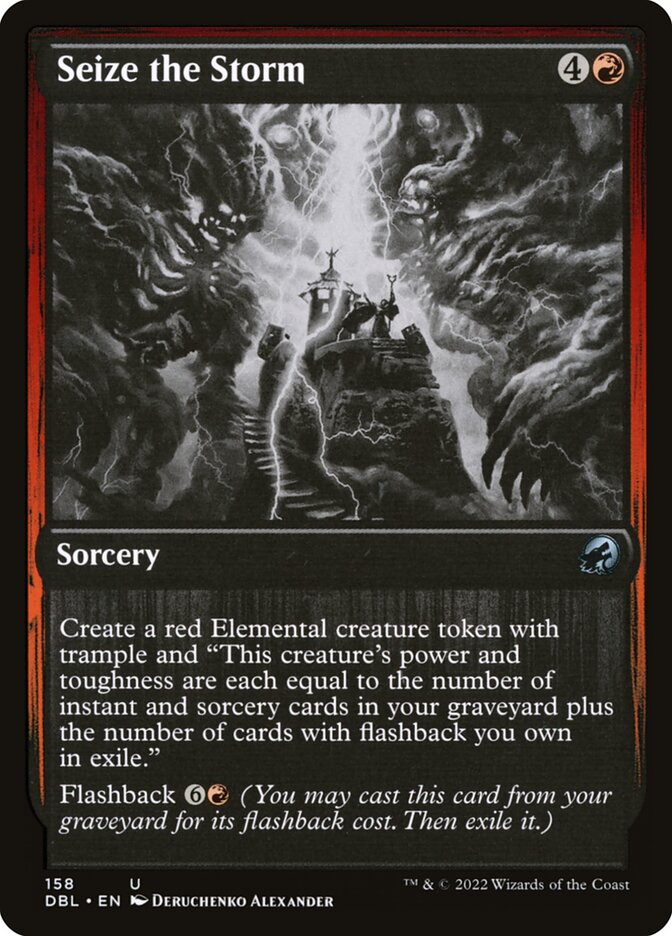 Seize the Storm 4
Sorcery
Create a red Elemental creature token with
trample and “This creature’s power and
toughness are each equal to the number of
instant and sorcery cards in your graveyard plus
the number of cards with flashback you own
in exile.”
Flashback 6 (You may cast this card from your
graveyard for its flashback cost. Then exile it.)
158 U
DBL • EN Deruchenko Alexander
™ & © 2022 Wizards of the Coast